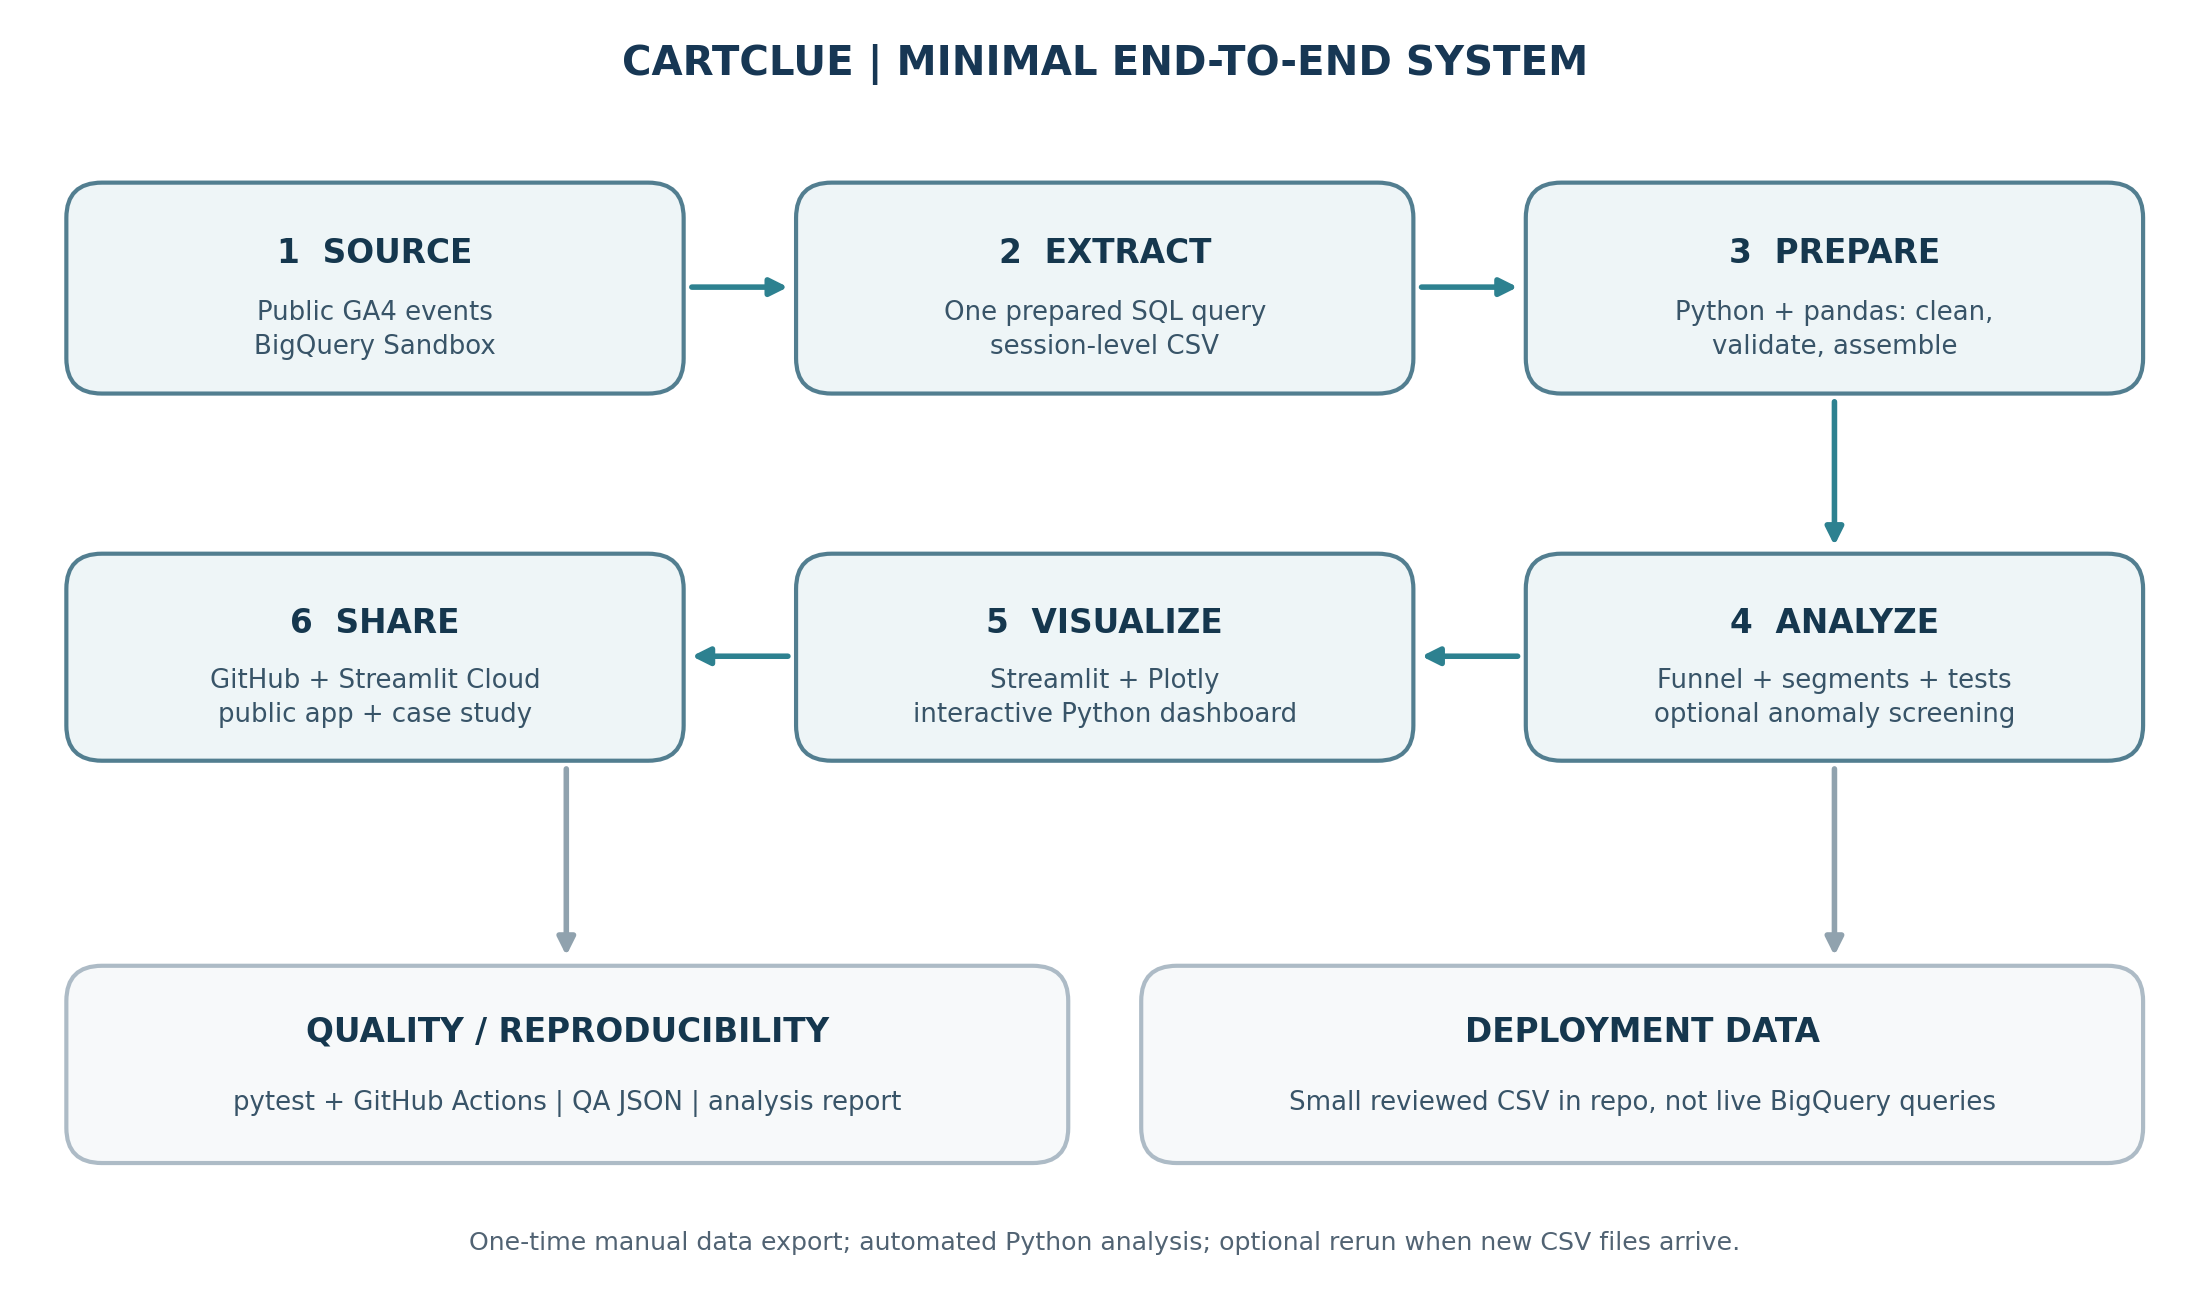 CARTCLUE | MINIMAL END-TO-END SYSTEM
1 SOURCE
Public GA4 events
BigQuery Sandbox
2 EXTRACT
One prepared SQL query
session-level CSV
3 PREPARE
Python + pandas: clean,
validate, assemble
6 SHARE
GitHub + Streamlit Cloud
public app + case study
5 VISUALIZE
Streamlit + Plotly
interactive Python dashboard
4 ANALYZE
Funnel + segments + tests
optional anomaly screening
QUALITY / REPRODUCIBILITY
pytest + GitHub Actions | QA JSON | analysis report
DEPLOYMENT DATA
Small reviewed CSV in repo, not live BigQuery queries
One-time manual data export; automated Python analysis; optional rerun when new CSV files arrive.